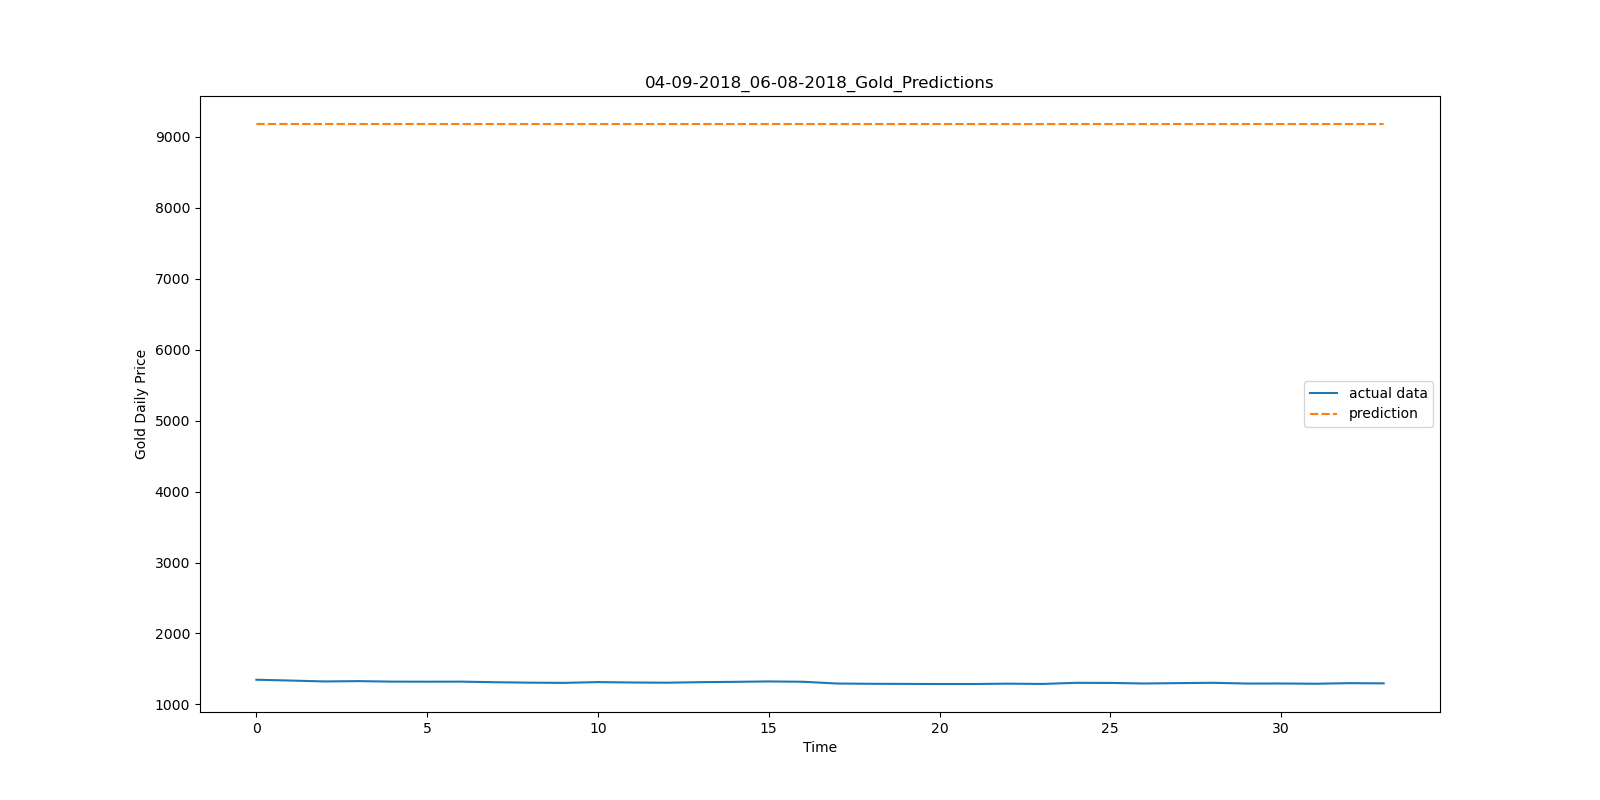 04-09-2018_06-08-2018_Gold_Predictions
9000
8000
7000
6000
5000
4000
3000
2000
1000
Gold Daily Price
actual data
prediction
0 5 10 15 20 25 30
Time